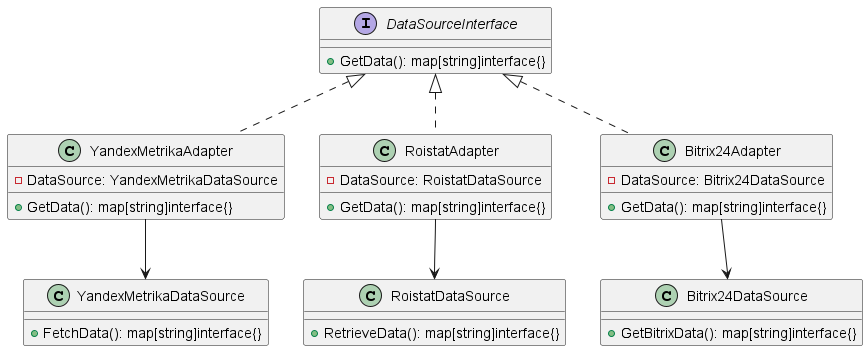 I DataSourceInterface
GetData(): map[string]interface{}
C YandexMetrikaAdapter
DataSource: YandexMetrikaDataSource
GetData(): map[string]interface{}
C RoistatAdapter
DataSource: RoistatDataSource
GetData(): map[string]interface{}
C Bitrix24Adapter
DataSource: Bitrix24DataSource
GetData(): map[string]interface{}
C YandexMetrikaDataSource
FetchData(): map[string]interface{}
C RoistatDataSource
RetrieveData(): map[string]interface{}
C Bitrix24DataSource
GetBitrixData(): map[string]interface{}